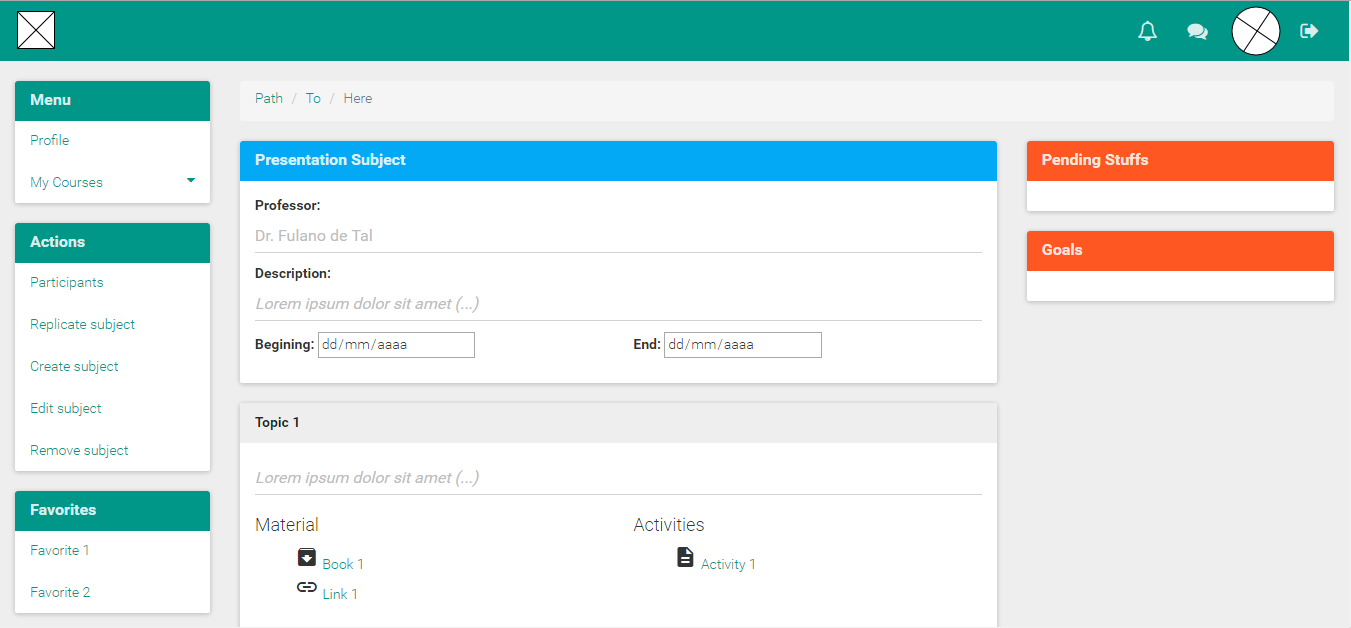 Menu
Profile
My Courses
Actions
Participants
Replicate subject
Create subject
Edit subject
Remove subject
Favorites
Favorite 1
Favorite 2
Path / To / Here
Presentation Subject
Professor:
Dr. Fulano de Tal
Description:
Lorem ipsum dolor sit amet (...)
Begining: dd/mm/aaaa End: dd/mm/aaaa
Topic 1
Lorem ipsum dolor sit amet (...)
Material
Book 1
Link 1
Activities
Activity 1
Pending Stuffs
Goals